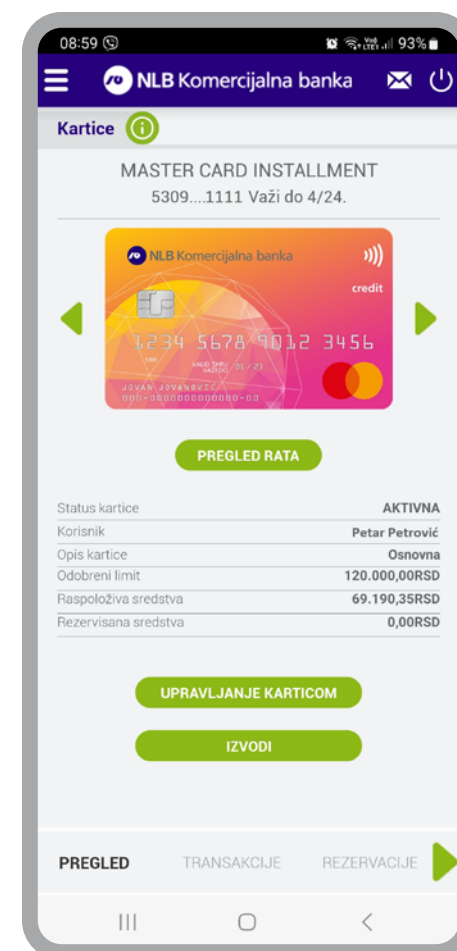 08:59 93%
NLB Komercijalna banka
Kartice
MASTER CARD INSTALLMENT
5309....1111 Važi do 4/24.
NLB Komercijalna banka
credit
1234 5678 9012 3456
01/23
JOVAN JOVANOVIĆ
PREGLED RATA
Status kartice AKTIVNA
Korisnik Petar Petrović
Opis kartice Osnovna
Odobreni limit 120.000,00RSD
Raspoloživa sredstva 69.190,35RSD
Rezervisana sredstva 0,00RSD
UPRAVLJANJE KARTICOM
IZVODI
PREGLED TRANSAKCIJE REZERVACIJE